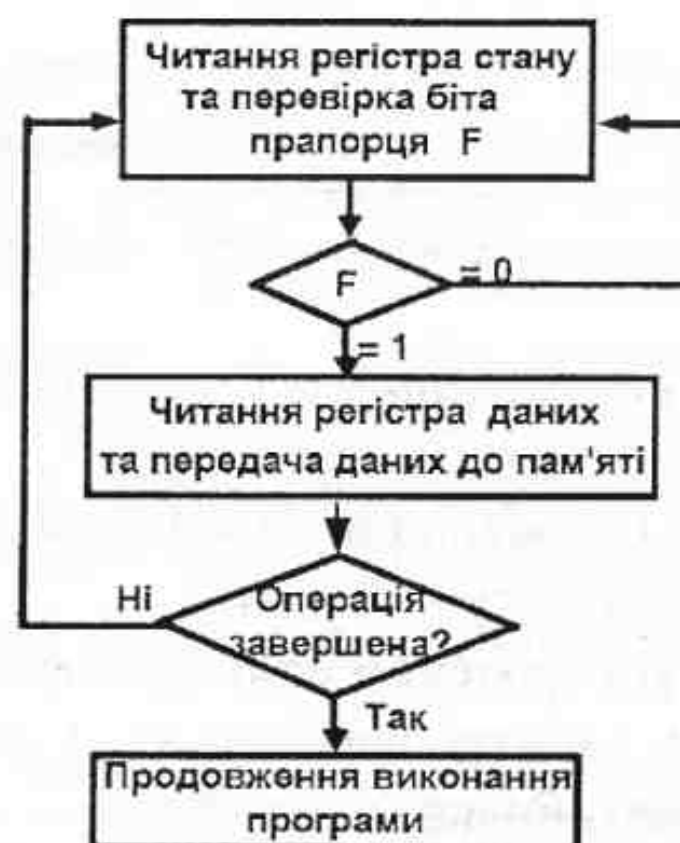 Читання регістра стану
та перевірка біта
прапорця F
F
= 0
= 1
Читання регістра даних
та передача даних до пам'яті
Ні
Операція
завершена?
Так
Продовження виконання
програми